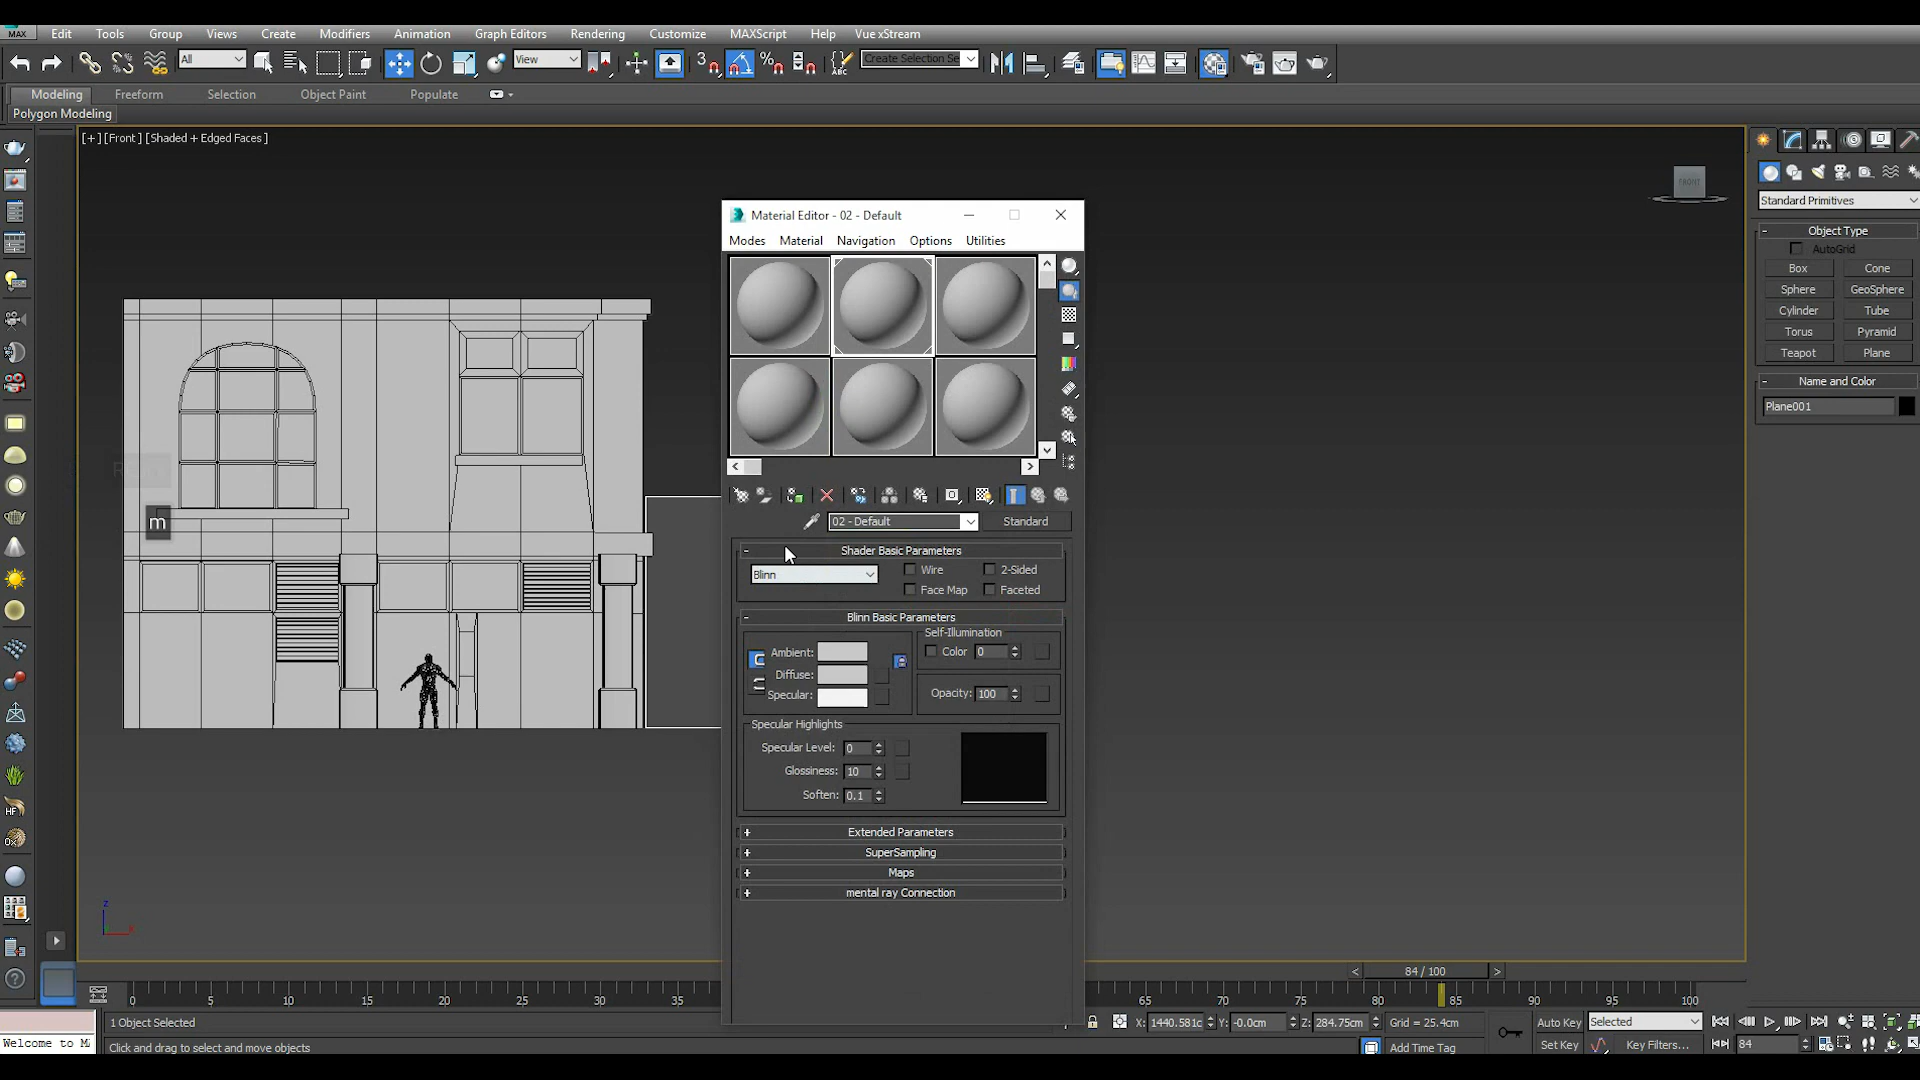 MAX Edit Tools Group Views Create Modifiers Animation Graph Editors Rendering Customize MAXScript Help Vue xStream
All View Create Selection Se
Modeling Freeform Selection Object Paint Populate
Polygon Modeling
[+] [Front] [Shaded + Edged Faces]
FRONT
Standard Primitives
- Object Type
AutoGrid
Box Cone
Sphere GeoSphere
Cylinder Tube
Torus Pyramid
Teapot Plane
- Name and Color
Plane001
Material Editor - 02 - Default
Modes Material Navigation Options Utilities
02 - Default Standard
- Shader Basic Parameters
Blinn Wire 2-Sided
Face Map Faceted
- Blinn Basic Parameters
Self-Illumination
Ambient: Color 0
Diffuse:
Specular: Opacity: 100
Specular Highlights
Specular Level: 0
Glossiness: 10
Soften: 0.1
+ Extended Parameters
+ SuperSampling
+ Maps
+ mental ray Connection
m
z
HF
84 / 100
0 5 10 15 20 25 30 35 65 70 75 80 85 90 95 100
1 Object Selected X: 1440.581c Y: -0.0cm Z: 284.75cm Grid = 25.4cm Auto Key Selected
Welcome to Click and drag to select and move objects Add Time Tag Set Key Key Filters... 84